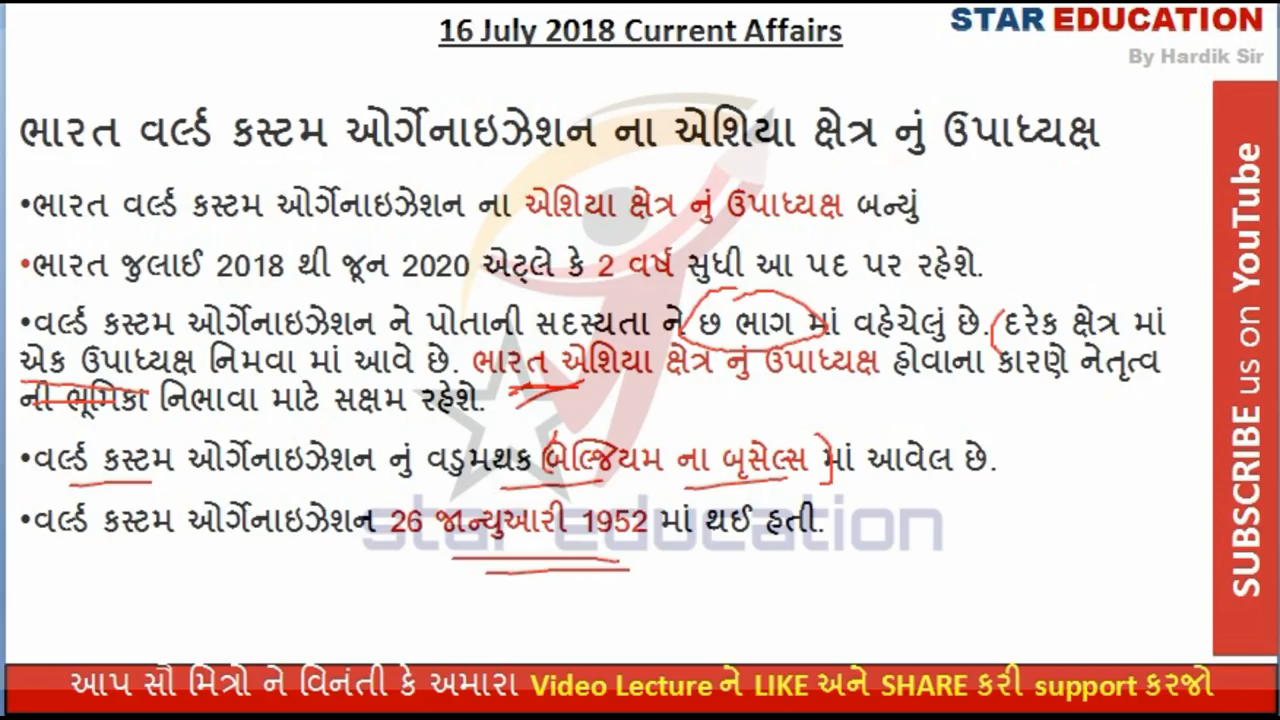 16 July 2018 Current Affairs
STAR EDUCATION
By Hardik Sir
ભારત વર્લ્ડ કસ્ટમ ઓર્ગેનાઇઝેશન ના એશિયા ક્ષેત્ર નું ઉપાધ્યક્ષ
•ભારત વર્લ્ડ કસ્ટમ ઓર્ગેનાઇઝેશન ના એશિયા ક્ષેત્ર નું ઉપાધ્યક્ષ બન્યું
•ભારત જુલાઈ 2018 થી જૂન 2020 એટ્લે કે 2 વર્ષ સુધી આ પદ પર રહેશે.
•વર્લ્ડ કસ્ટમ ઓર્ગેનાઇઝેશન ને પોતાની સદસ્યતા ને છ ભાગ માં વહેચેલું છે. દરેક ક્ષેત્ર માં
એક ઉપાધ્યક્ષ નિમવા માં આવે છે. ભારત એશિયા ક્ષેત્ર નું ઉપાધ્યક્ષ હોવાના કારણે નેતૃત્વ
ની ભૂમિકા નિભાવા માટે સક્ષમ રહેશે.
•વર્લ્ડ કસ્ટમ ઓર્ગેનાઇઝેશન નું વડુમથક બેલ્જિયમ ના બૃસેલ્સ માં આવેલ છે.
•વર્લ્ડ કસ્ટમ ઓર્ગેનાઇઝેશન 26 જાન્યુઆરી 1952 માં થઈ હતી.
star education
SUBSCRIBE us on YouTube
આપ સૌ મિત્રો ને વિનંતી કે અમારા Video Lecture ને LIKE અને SHARE કરી support કરજો